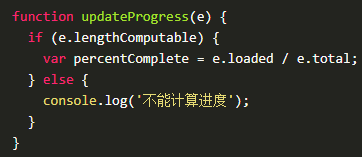 function updateProgress(e) {
  if (e.lengthComputable) {
    var percentComplete = e.loaded / e.total;
  } else {
    console.log('不能计算进度');
  }
}